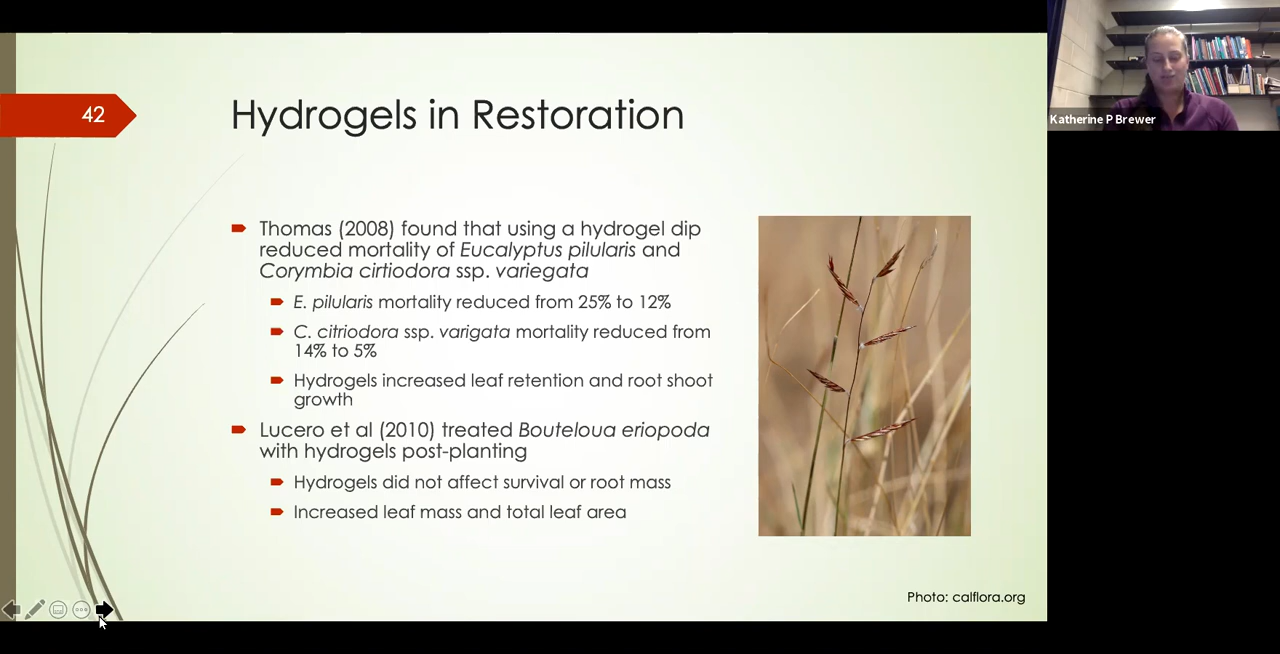 42
Hydrogels in Restoration
Thomas (2008) found that using a hydrogel dip
reduced mortality of Eucalyptus pilularis and
Corymbia cirtiodora ssp. variegata
E. pilularis mortality reduced from 25% to 12%
C. citriodora ssp. varigata mortality reduced from
14% to 5%
Hydrogels increased leaf retention and root shoot
growth
Lucero et al (2010) treated Bouteloua eriopoda
with hydrogels post-planting
Hydrogels did not affect survival or root mass
Increased leaf mass and total leaf area
Photo: calflora.org
Katherine P Brewer